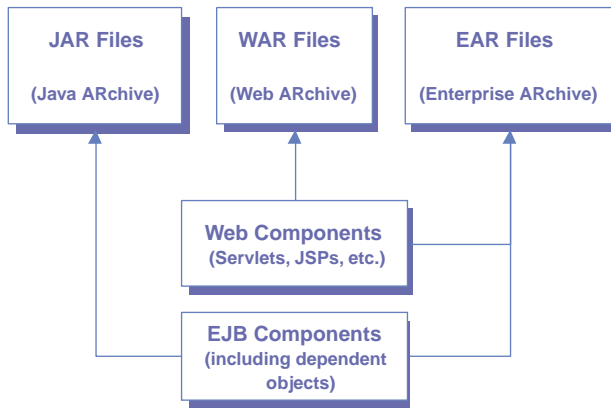 JAR Files
(Java ARchive)
WAR Files
(Web ARchive)
EAR Files
(Enterprise ARchive)
Web Components
(Servlets, JSPs, etc.)
EJB Components
(including dependent
objects)